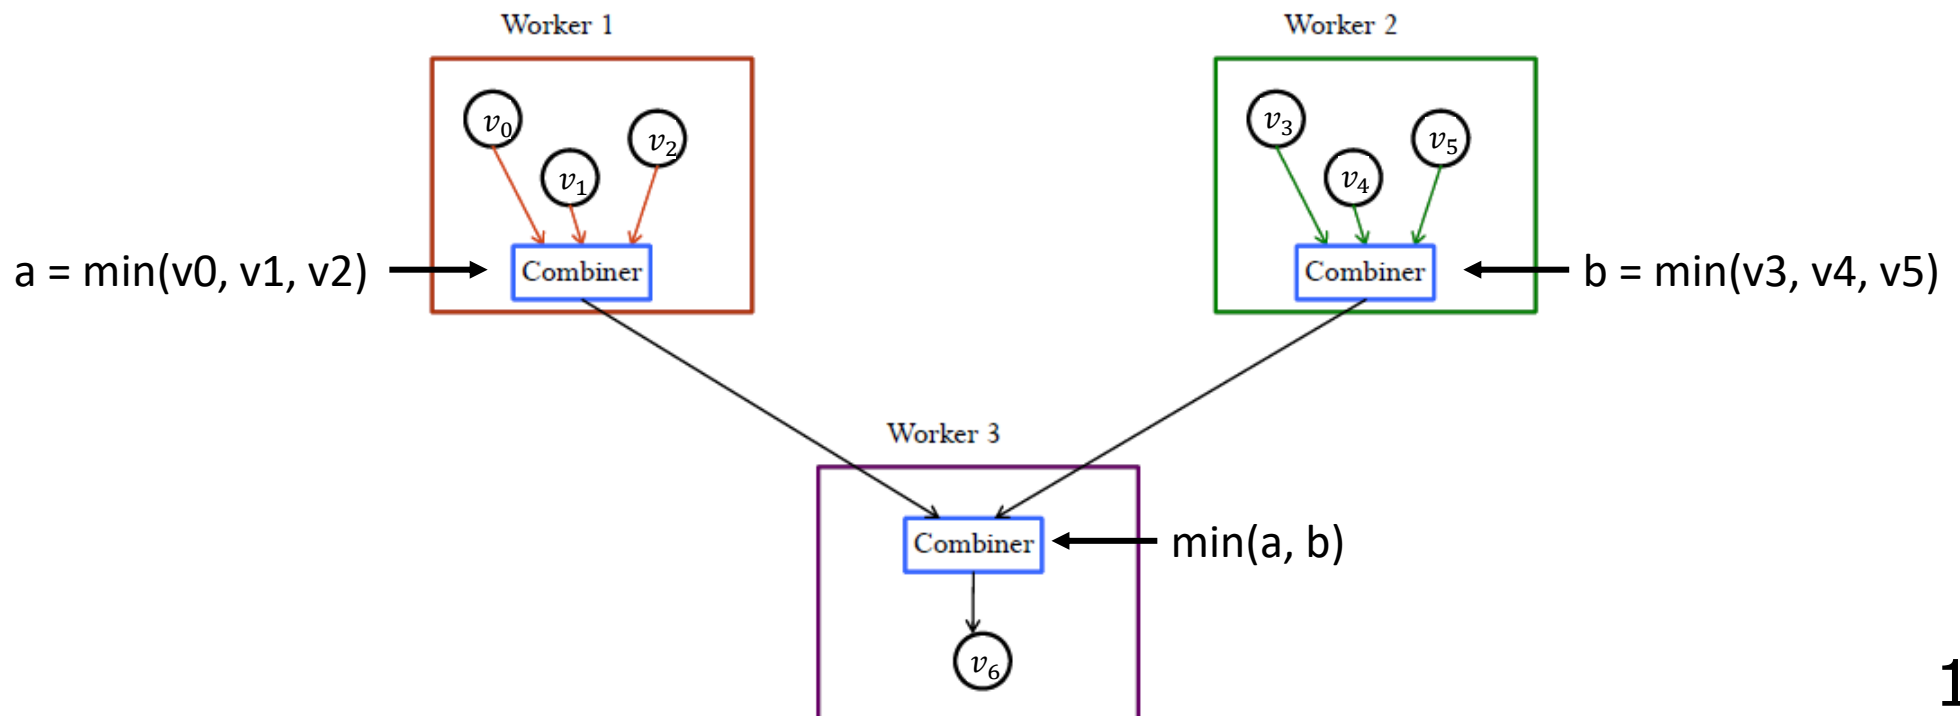 Worker 1
Worker 2
v₀
v₁
v₂
v₃
v₄
v₅
a = min(v0, v1, v2)
Combiner
Combiner
b = min(v3, v4, v5)
Worker 3
Combiner
min(a, b)
v₆
1